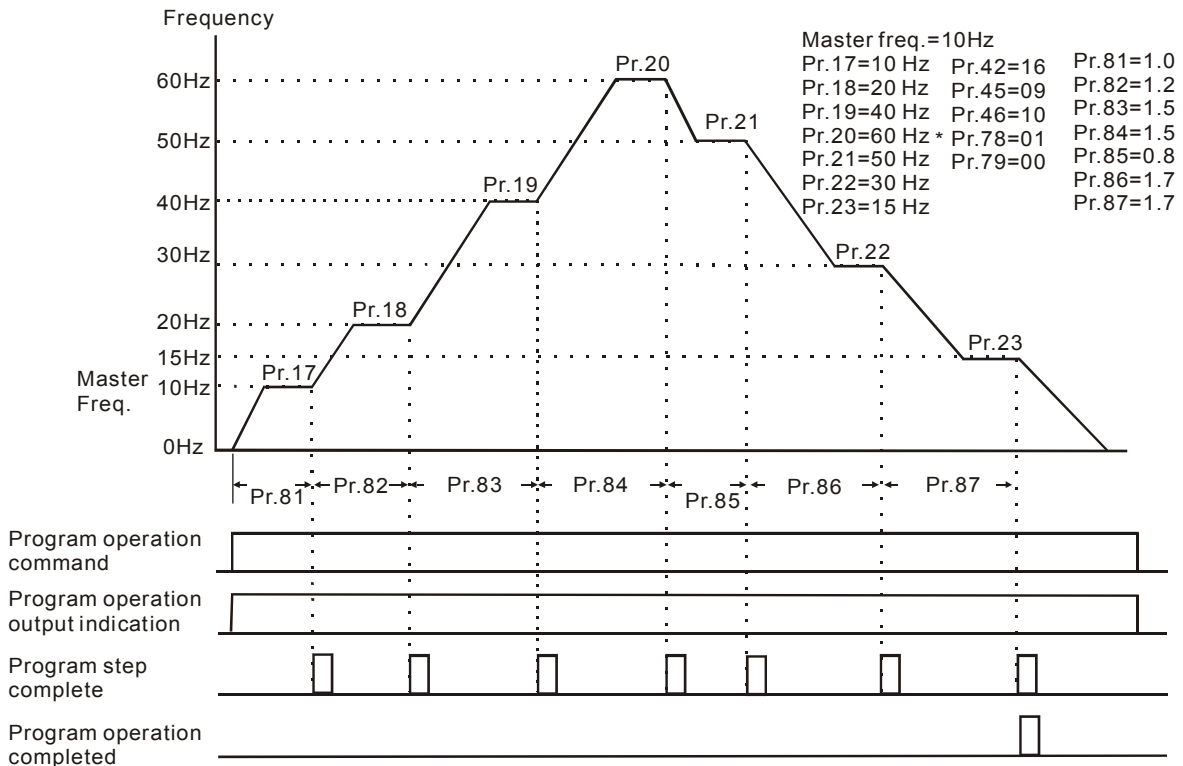 Frequency
60Hz
50Hz
40Hz
30Hz
20Hz
15Hz
10Hz
0Hz
Master
Freq.
Pr.17
Pr.18
Pr.19
Pr.20
Pr.21
Pr.22
Pr.23
Master freq.=10Hz
Pr.17=10 Hz
Pr.18=20 Hz
Pr.19=40 Hz
Pr.20=60 Hz
Pr.21=50 Hz
Pr.22=30 Hz
Pr.23=15 Hz
Pr.42=16
Pr.45=09
Pr.46=10
* Pr.78=01
Pr.79=00
Pr.81=1.0
Pr.82=1.2
Pr.83=1.5
Pr.84=1.5
Pr.85=0.8
Pr.86=1.7
Pr.87=1.7
Pr.81
Pr.82
Pr.83
Pr.84
Pr.85
Pr.86
Pr.87
Program operation
command
Program operation
output indication
Program step
complete
Program operation
completed